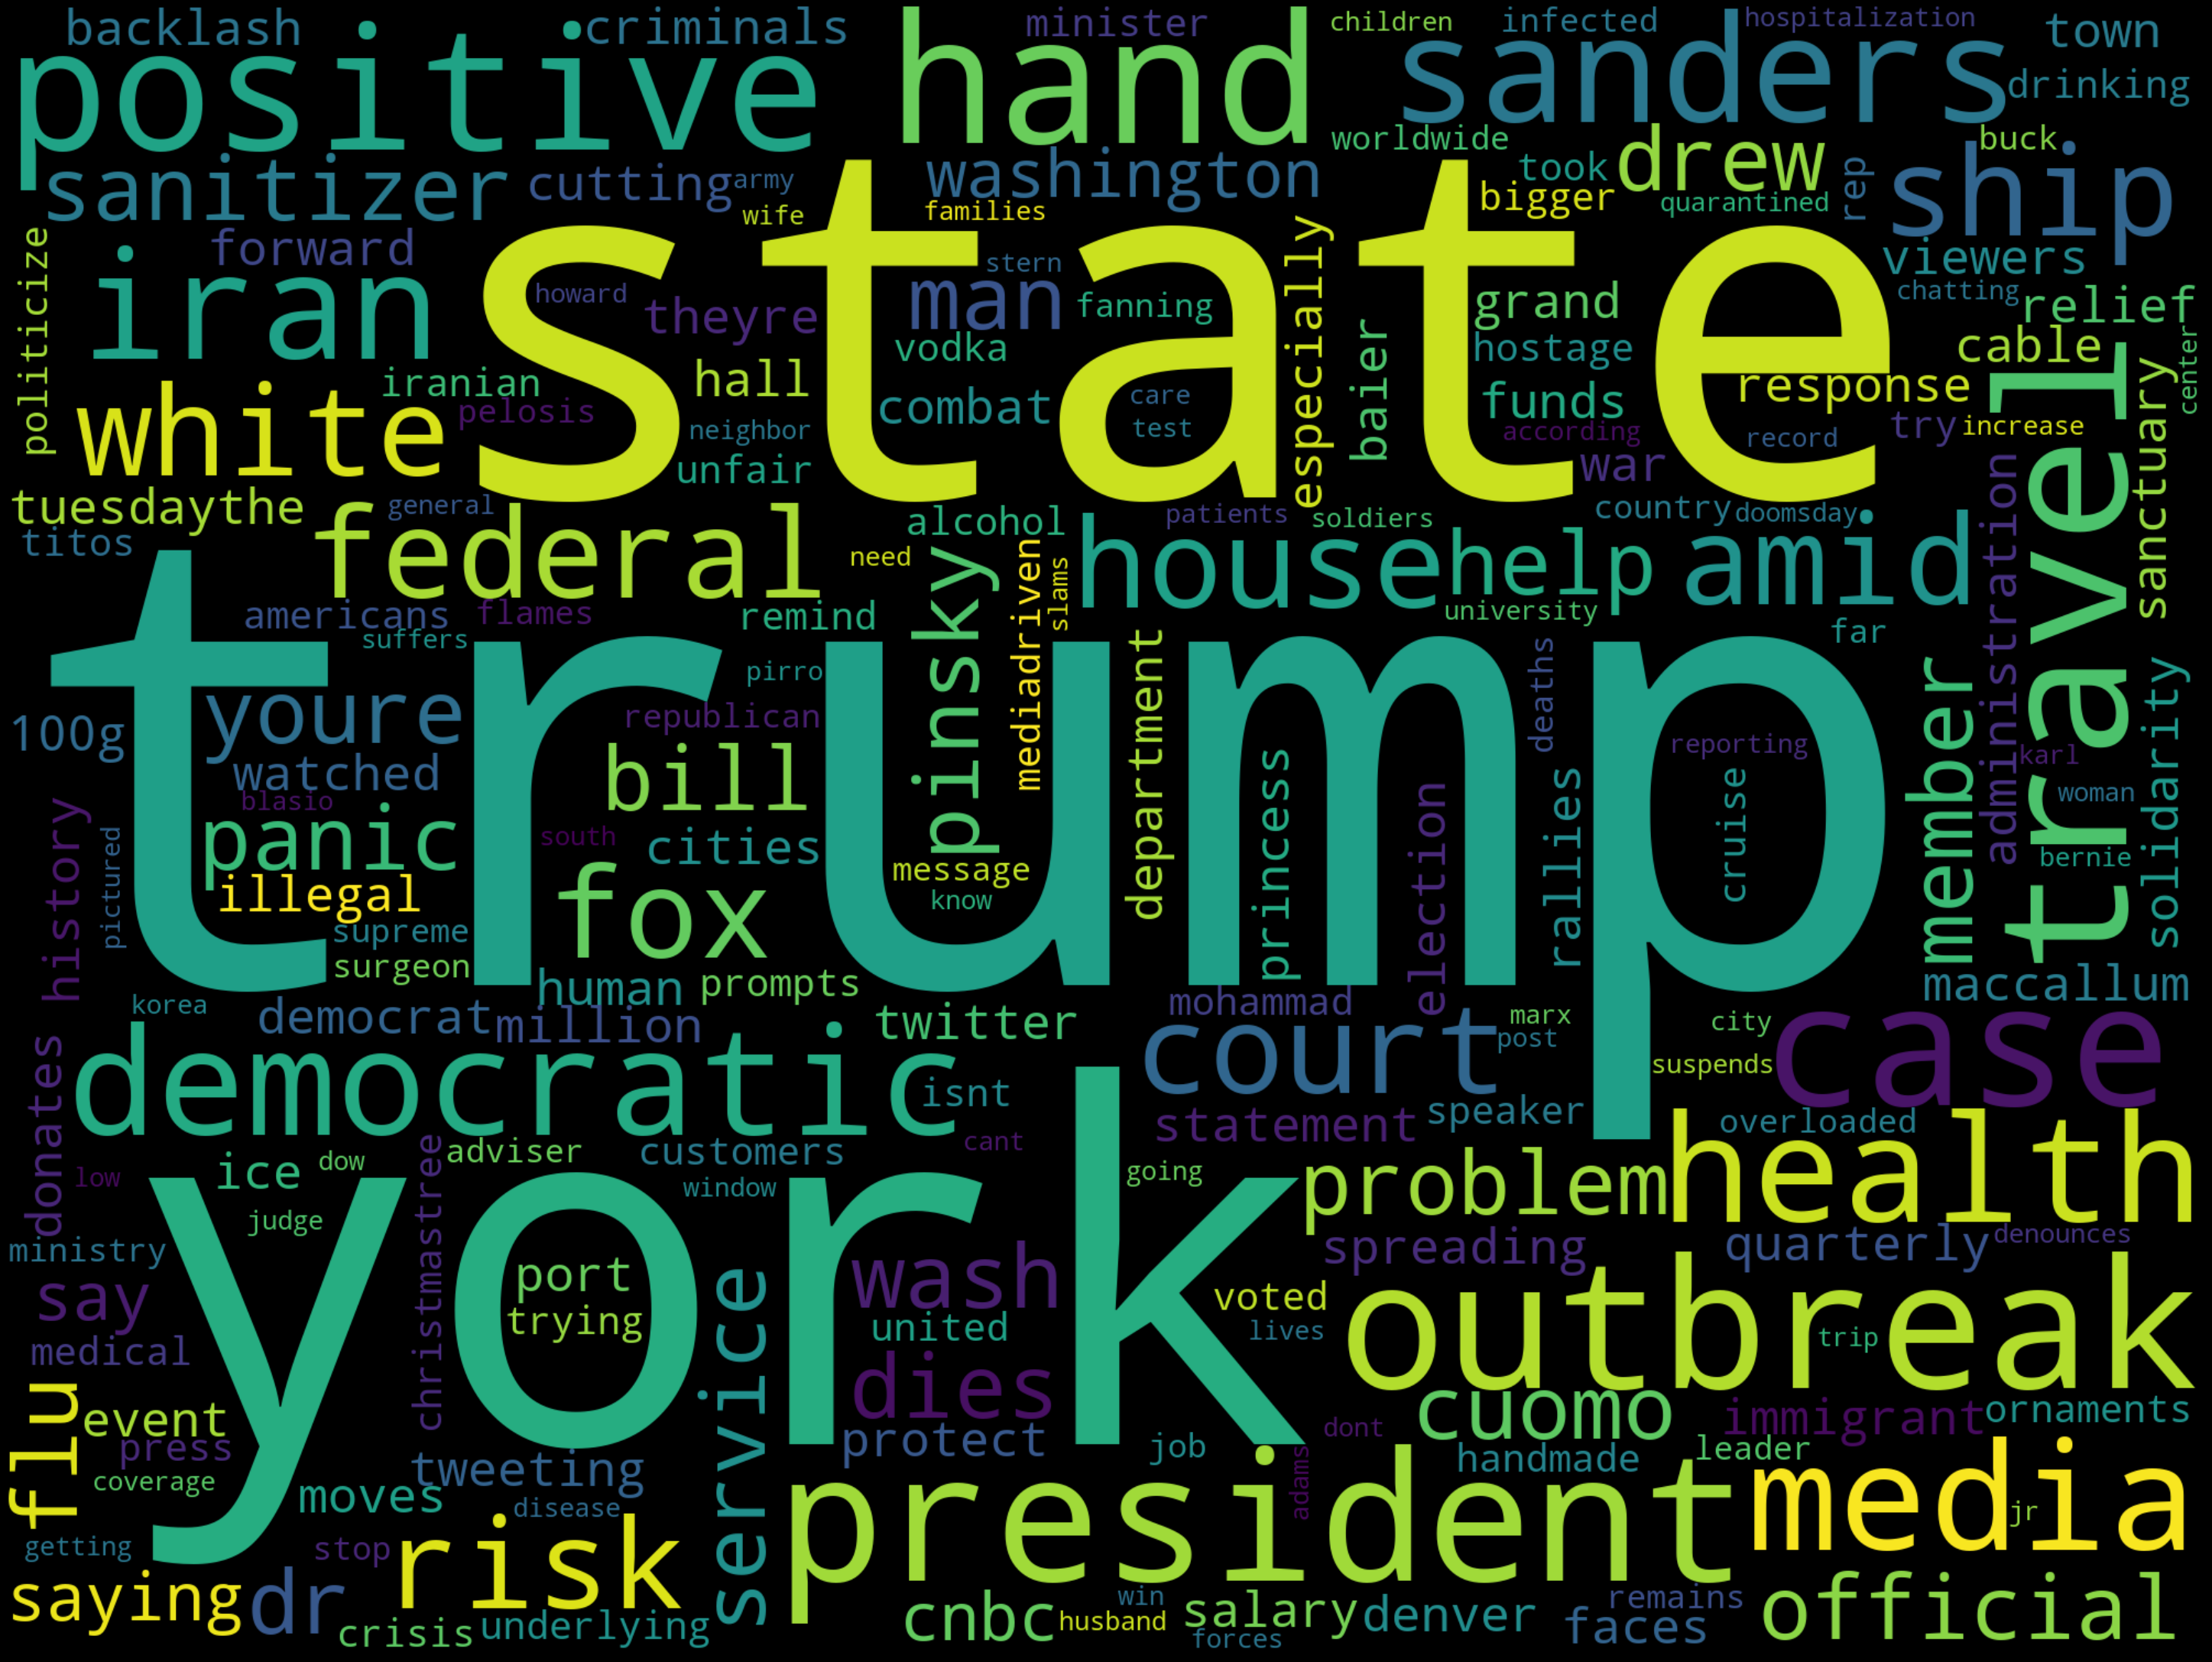 backlash
criminals
minister
children
infected
hospitalization
town
positive
hand
sanders
drinking
worldwide
took
drew
buck
sanitizer
cutting
army
washington
bigger
quarantined
rep
ship
wife
families
politicize
forward
state
especially
viewers
iran
howard
theyre
stern
man
fanning
grand
chatting
relief
vodka
baier
hostage
cable
center
white
iranian
hall
pelosis
combat
care
test
funds
response
travel
sanctuary
neighbor
unfair
according
war
record
try
increase
tuesdaythe
general
federal
alcohol
patients
soldiers
country
doomsday
titos
need
pinsky
mediadriven
slams
house
help
amid
administration
americans
flames
remind
university
suffers
far
trump
pirro
department
deaths
member
solidarity
100g
youre
republican
princess
reporting
karl
watched
bill
election
rallies
cruise
woman
blasio
history
pictured
panic
south
cities
message
bernie
illegal
fox
know
supreme
surgeon
human
prompts
maccallum
korea
democrat
million
twitter
mohammad
marx
city
case
democratic
court
post
suspends
donates
isnt
statement
speaker
overloaded
christmastree
adviser
customers
cant
health
low
ice
dow
window
going
problem
judge
york
ministry
port
service
wash
spreading
quarterly
denounces
say
trying
united
voted
lives
outbreak
trip
medical
dies
flu
event
protect
cuomo
immigrant
ornaments
press
dont
job
adams
handmade
leader
coverage
tweeting
moves
disease
president
media
jr
getting
stop
risk
saying
dr
crisis
underlying
cnbc
win
husband
salary
forces
denver
remains
faces
official